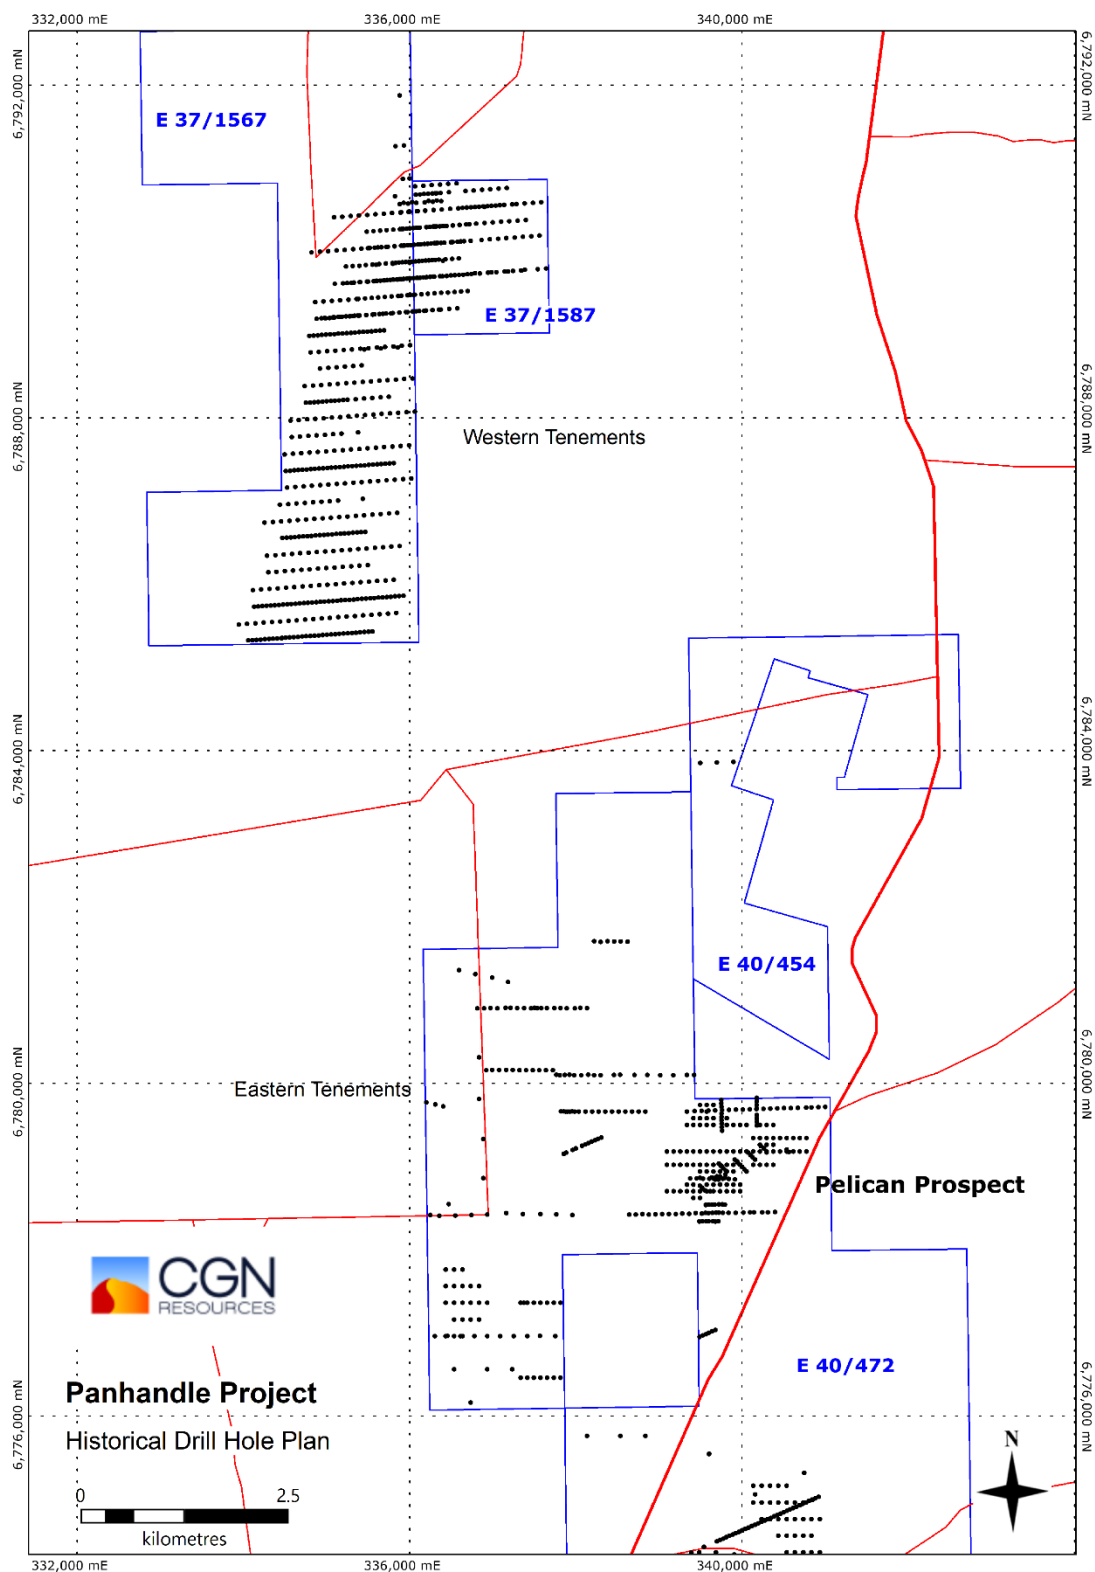 332,000 mE
336,000 mE
340,000 mE
6,792,000 mN
6,792,000 mN
E 37/1567
E 37/1587
6,788,000 mN
6,788,000 mN
Western Tenements
6,784,000 mN
6,784,000 mN
E 40/454
6,780,000 mN
6,780,000 mN
Eastern Tenements
Pelican Prospect
CGN
RESOURCES
E 40/472
Panhandle Project
6,776,000 mN
6,776,000 mN
Historical Drill Hole Plan
N
0 2.5
kilometres
332,000 mE
336,000 mE
340,000 mE